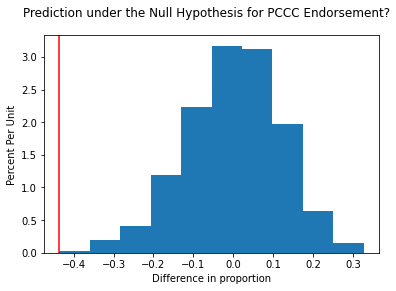 Prediction under the Null Hypothesis for PCCC Endorsement?
Percent Per Unit
3.0
2.5
2.0
1.5
1.0
0.5
0.0
−0.4 −0.3 −0.2 −0.1 0.0 0.1 0.2 0.3
Difference in proportion